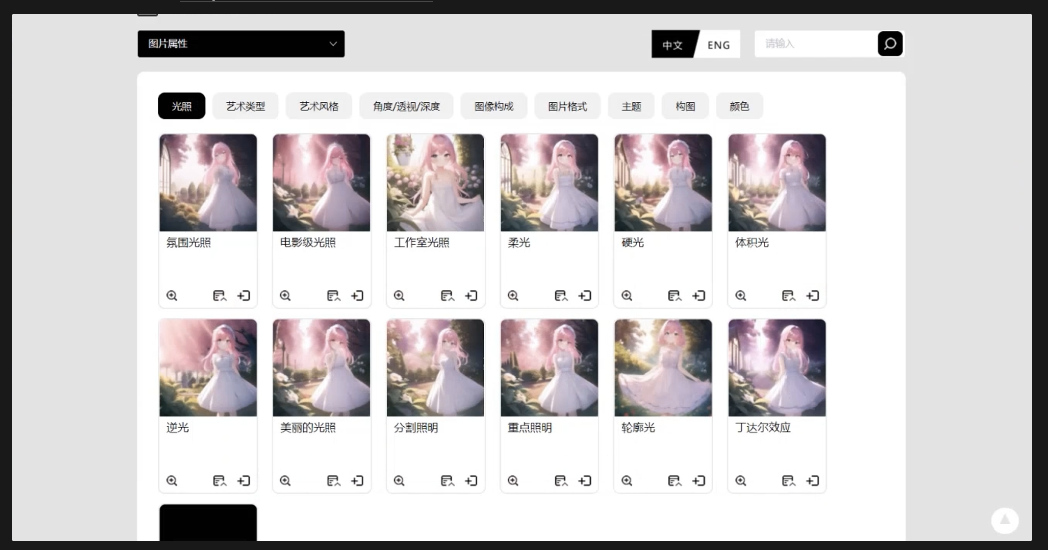 图片属性
中文 ENG
请输入
光照 艺术类型 艺术风格 角度/透视/深度 图像构成 图片格式 主题 构图 颜色
氛围光照 电影级光照 工作室光照 柔光 硬光 体积光
逆光 美丽的光照 分割照明 重点照明 轮廓光 丁达尔效应